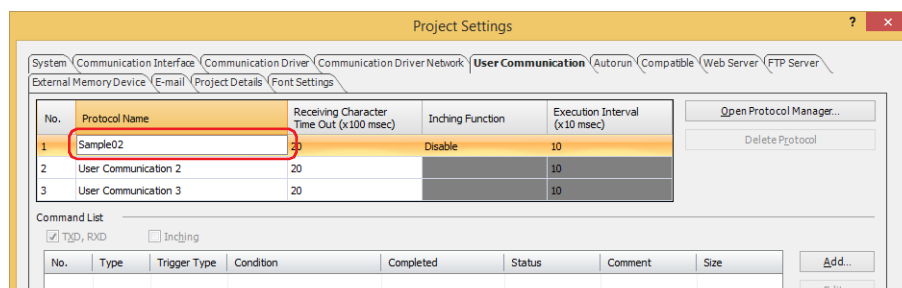 Project Settings
? ×
System Communication Interface Communication Driver Communication Driver Network User Communication Autorun Compatible Web Server FTP Server
External Memory Device E-mail Project Details Font Settings
No. Protocol Name Receiving Character Time Out (x100 msec) Inching Function Execution Interval (x10 msec)
Open Protocol Manager...
1 Sample02 20 Disable 10
Delete Protocol
2 User Communication 2 20 10
3 User Communication 3 20 10
Command List
TXD, RXD Inching
No. Type Trigger Type Condition Completed Status Comment Size
Add...